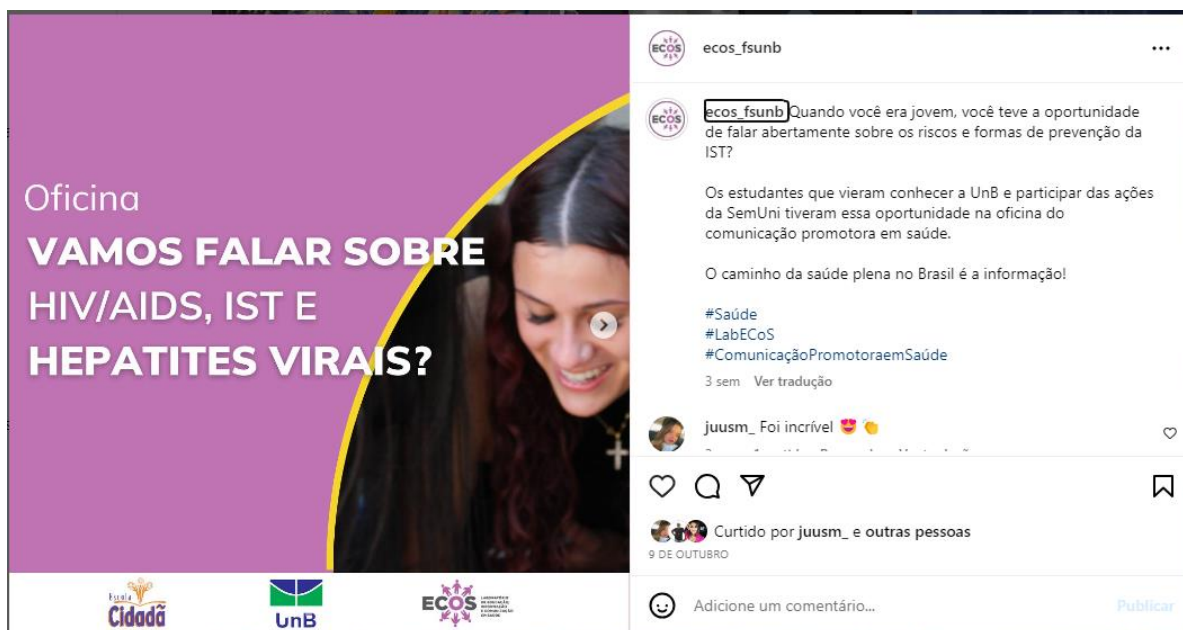 Oficina
VAMOS FALAR SOBRE
HIV/AIDS, IST E
HEPATITES VIRAIS?
Escola
Cidadã
UnB
ECOS
ecos_fsunb
ECOS
ecos_fsunb Quando você era jovem, você teve a oportunidade
de falar abertamente sobre os riscos e formas de prevenção da
IST?
Os estudantes que vieram conhecer a UnB e participar das ações
da SemUni tiveram essa oportunidade na oficina do
comunicação promotora em saúde.
O caminho da saúde plena no Brasil é a informação!
#Saúde
#LabECoS
#ComunicaçãoPromotoraemSaúde
3 sem Ver tradução
juusm_ Foi incrível 😍 👏
Curtido por juusm_ e outras pessoas
9 DE OUTUBRO
Adicione um comentário...
Publicar